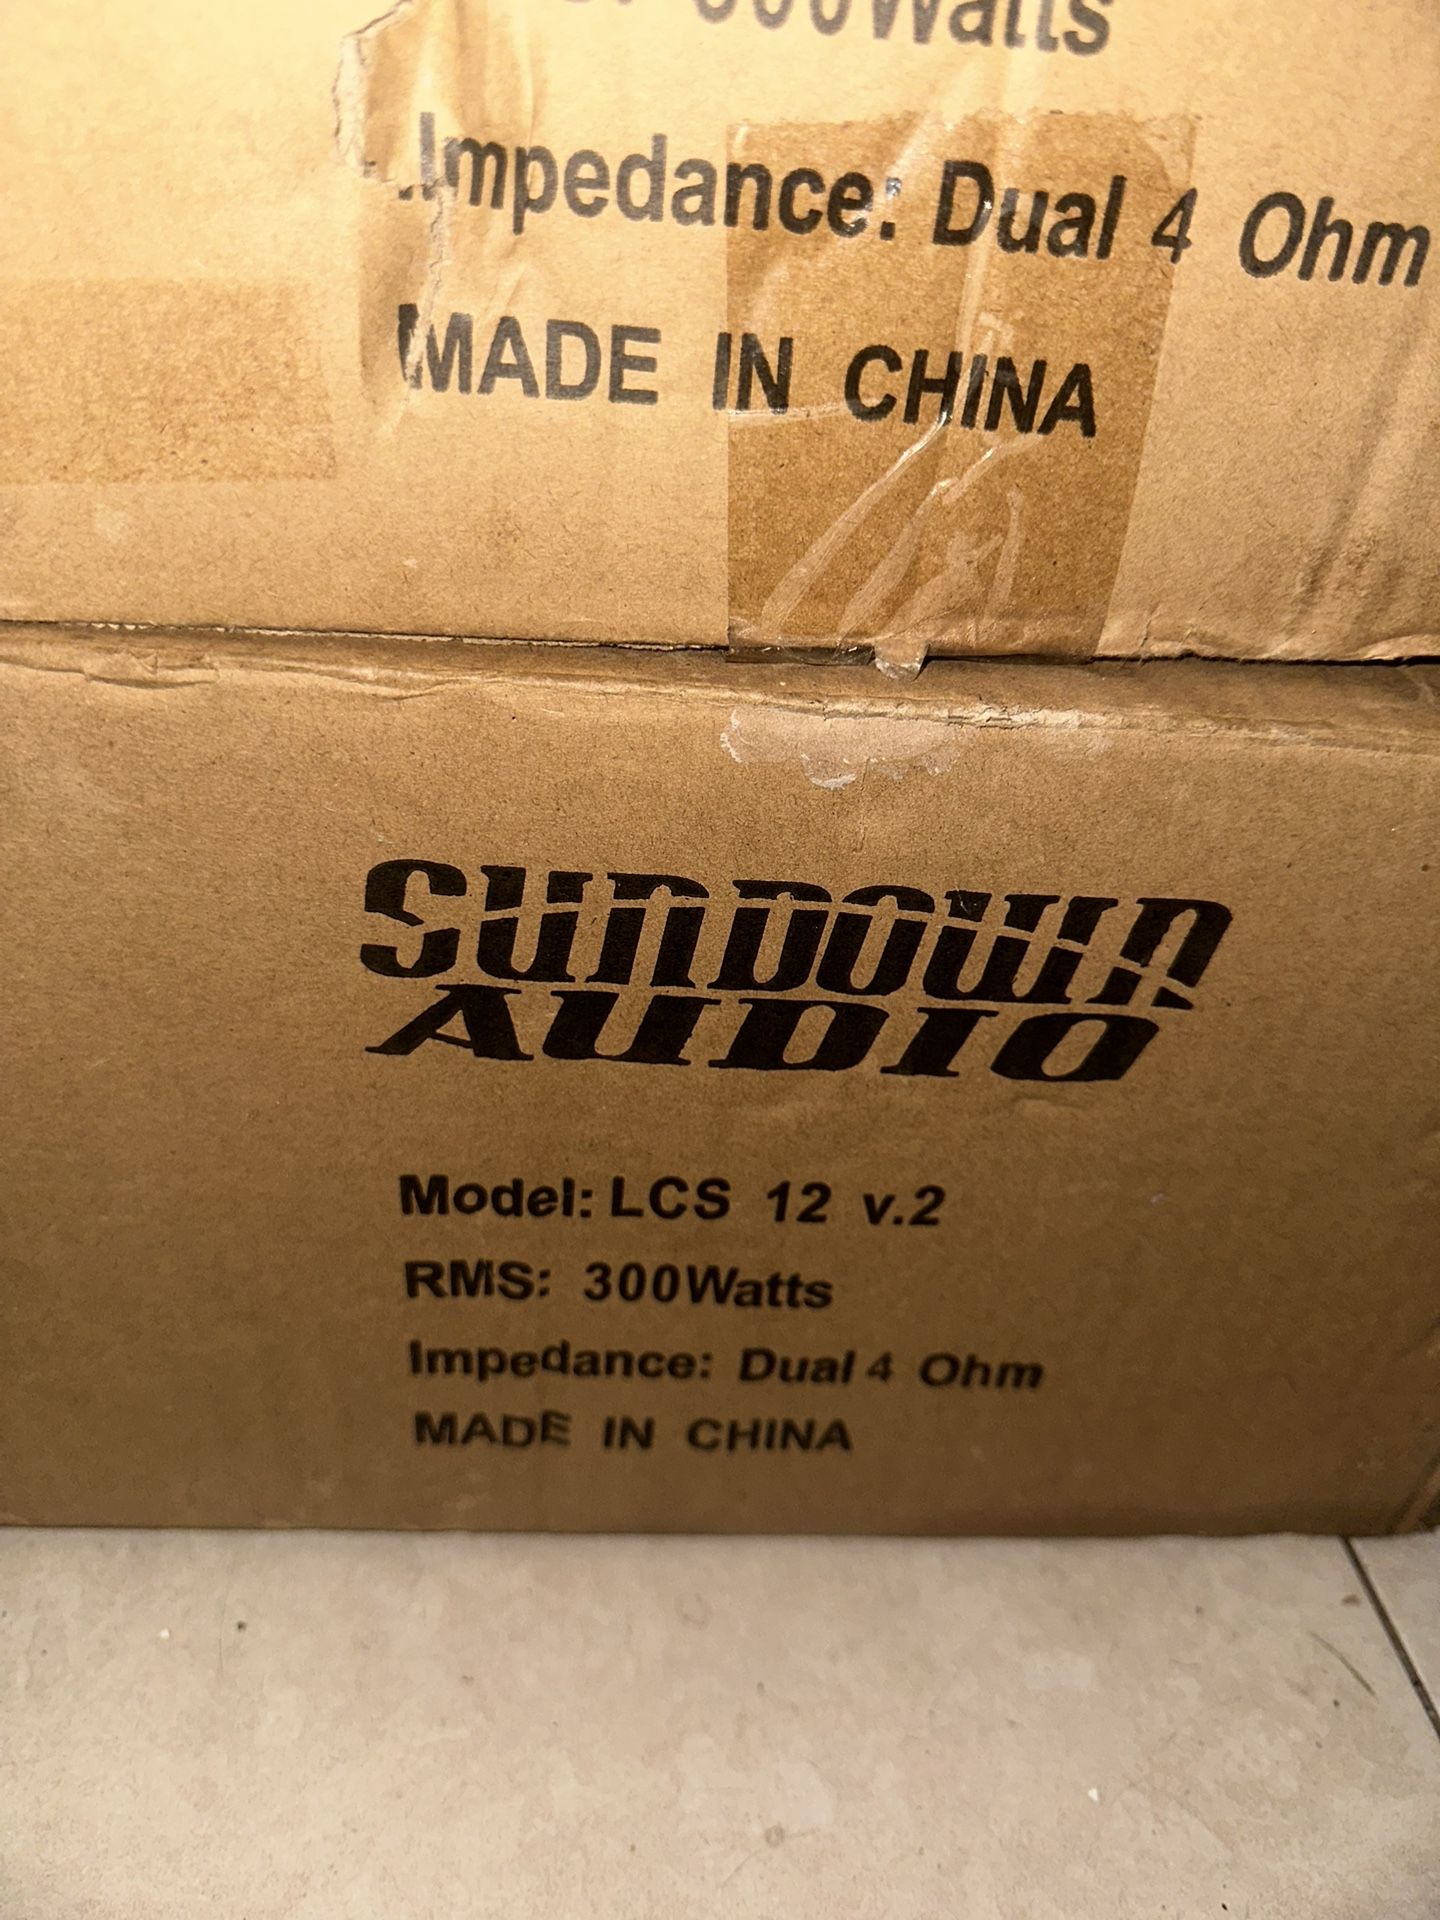 300Watts
Impedance: Dual 4 Ohm
MADE IN CHINA
SUNDOWN
AUDIO
Model: LCS 12 v.2
RMS: 300Watts
Impedance: Dual 4 Ohm
MADE IN CHINA